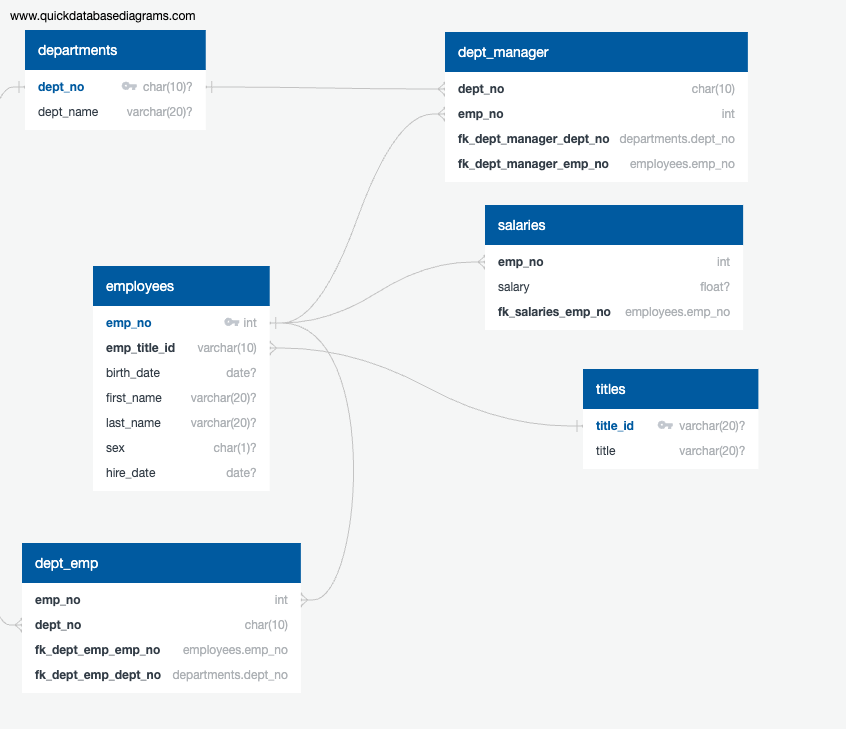 www.quickdatabasediagrams.com
departments
dept_no char(10)?
dept_name varchar(20)?
dept_manager
dept_no char(10)
emp_no int
fk_dept_manager_dept_no departments.dept_no
fk_dept_manager_emp_no employees.emp_no
salaries
emp_no int
salary float?
fk_salaries_emp_no employees.emp_no
employees
emp_no int
emp_title_id varchar(10)
birth_date date?
first_name varchar(20)?
last_name varchar(20)?
sex char(1)?
hire_date date?
titles
title_id varchar(20)?
title varchar(20)?
dept_emp
emp_no int
dept_no char(10)
fk_dept_emp_emp_no employees.emp_no
fk_dept_emp_dept_no departments.dept_no